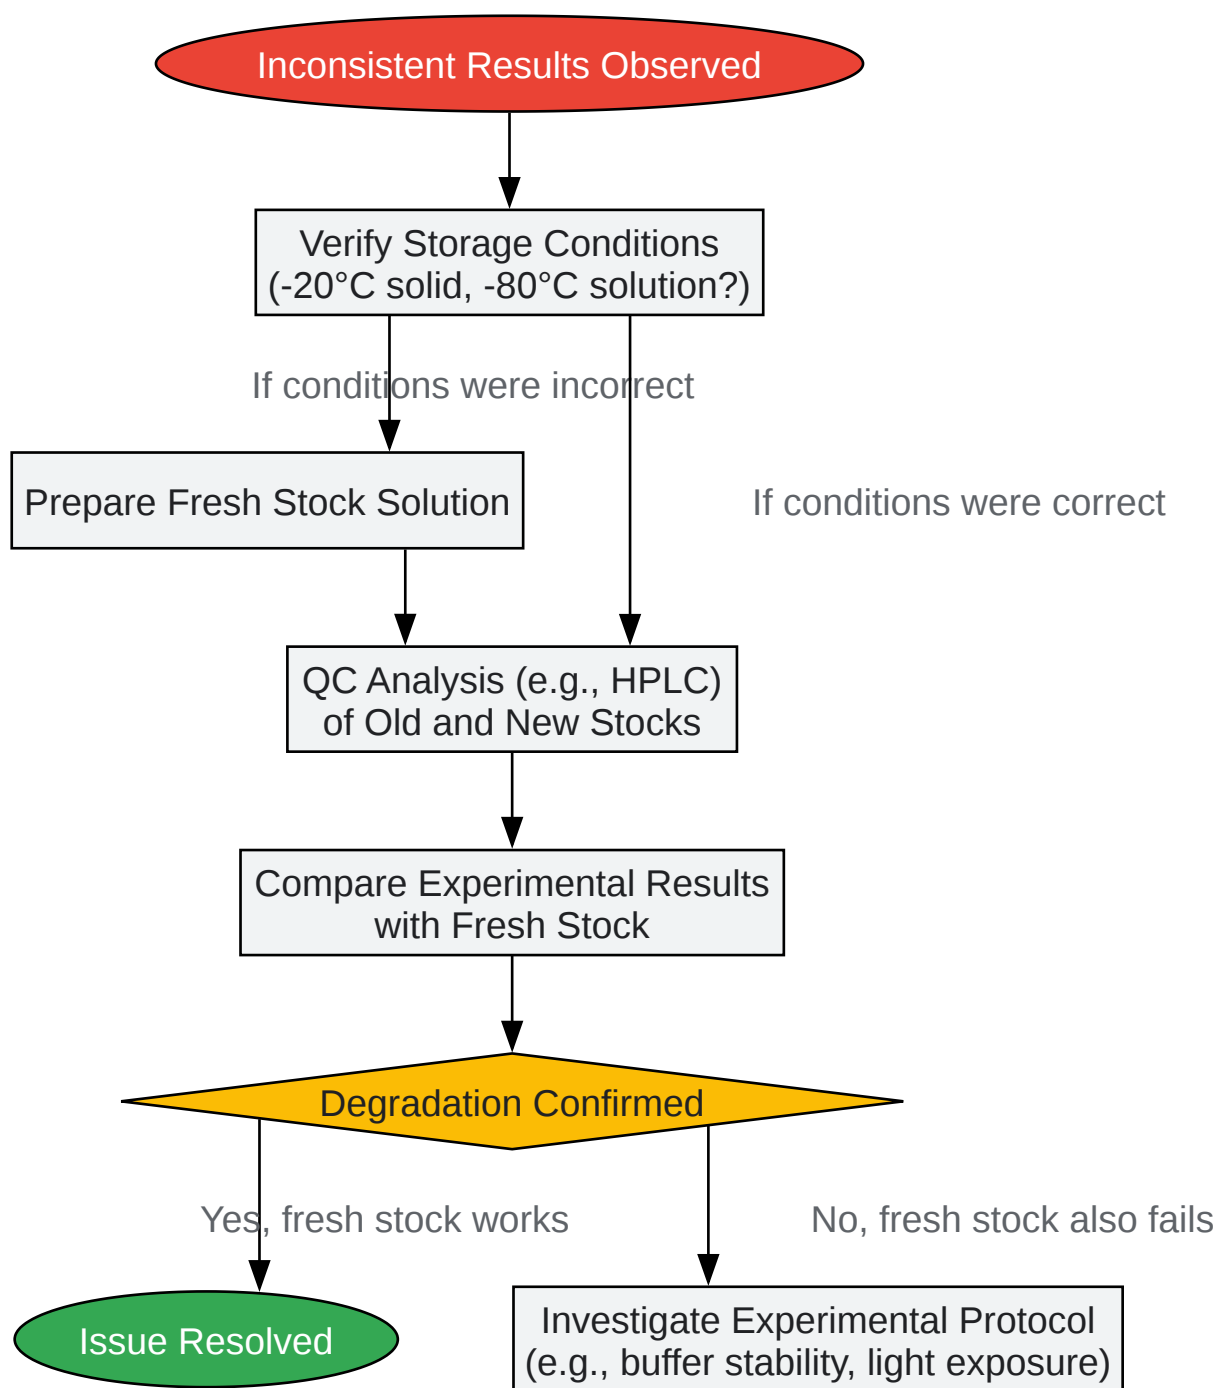 Inconsistent Results Observed
Verify Storage Conditions
(-20°C solid, -80°C solution?)
If conditions were incorrect
Prepare Fresh Stock Solution
If conditions were correct
QC Analysis (e.g., HPLC)
of Old and New Stocks
Compare Experimental Results
with Fresh Stock
Degradation Confirmed
Yes, fresh stock works
No, fresh stock also fails
Issue Resolved
Investigate Experimental Protocol
(e.g., buffer stability, light exposure)